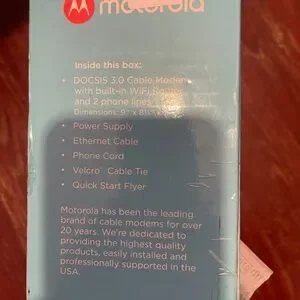 motorola
Inside this box:
• DOCSIS 3.0 Cable Modem
with built-in WiFi
and 2 phone lines
Dimensions: 9" x
• Power Supply
• Ethernet Cable
• Phone Cord
• Velcro Cable Tie
• Quick Start Flyer
Motorola has been the leading
brand of cable modems for over
20 years. We're dedicated to
providing the highest quality
products, easily installed and
professionally supported in the
USA.